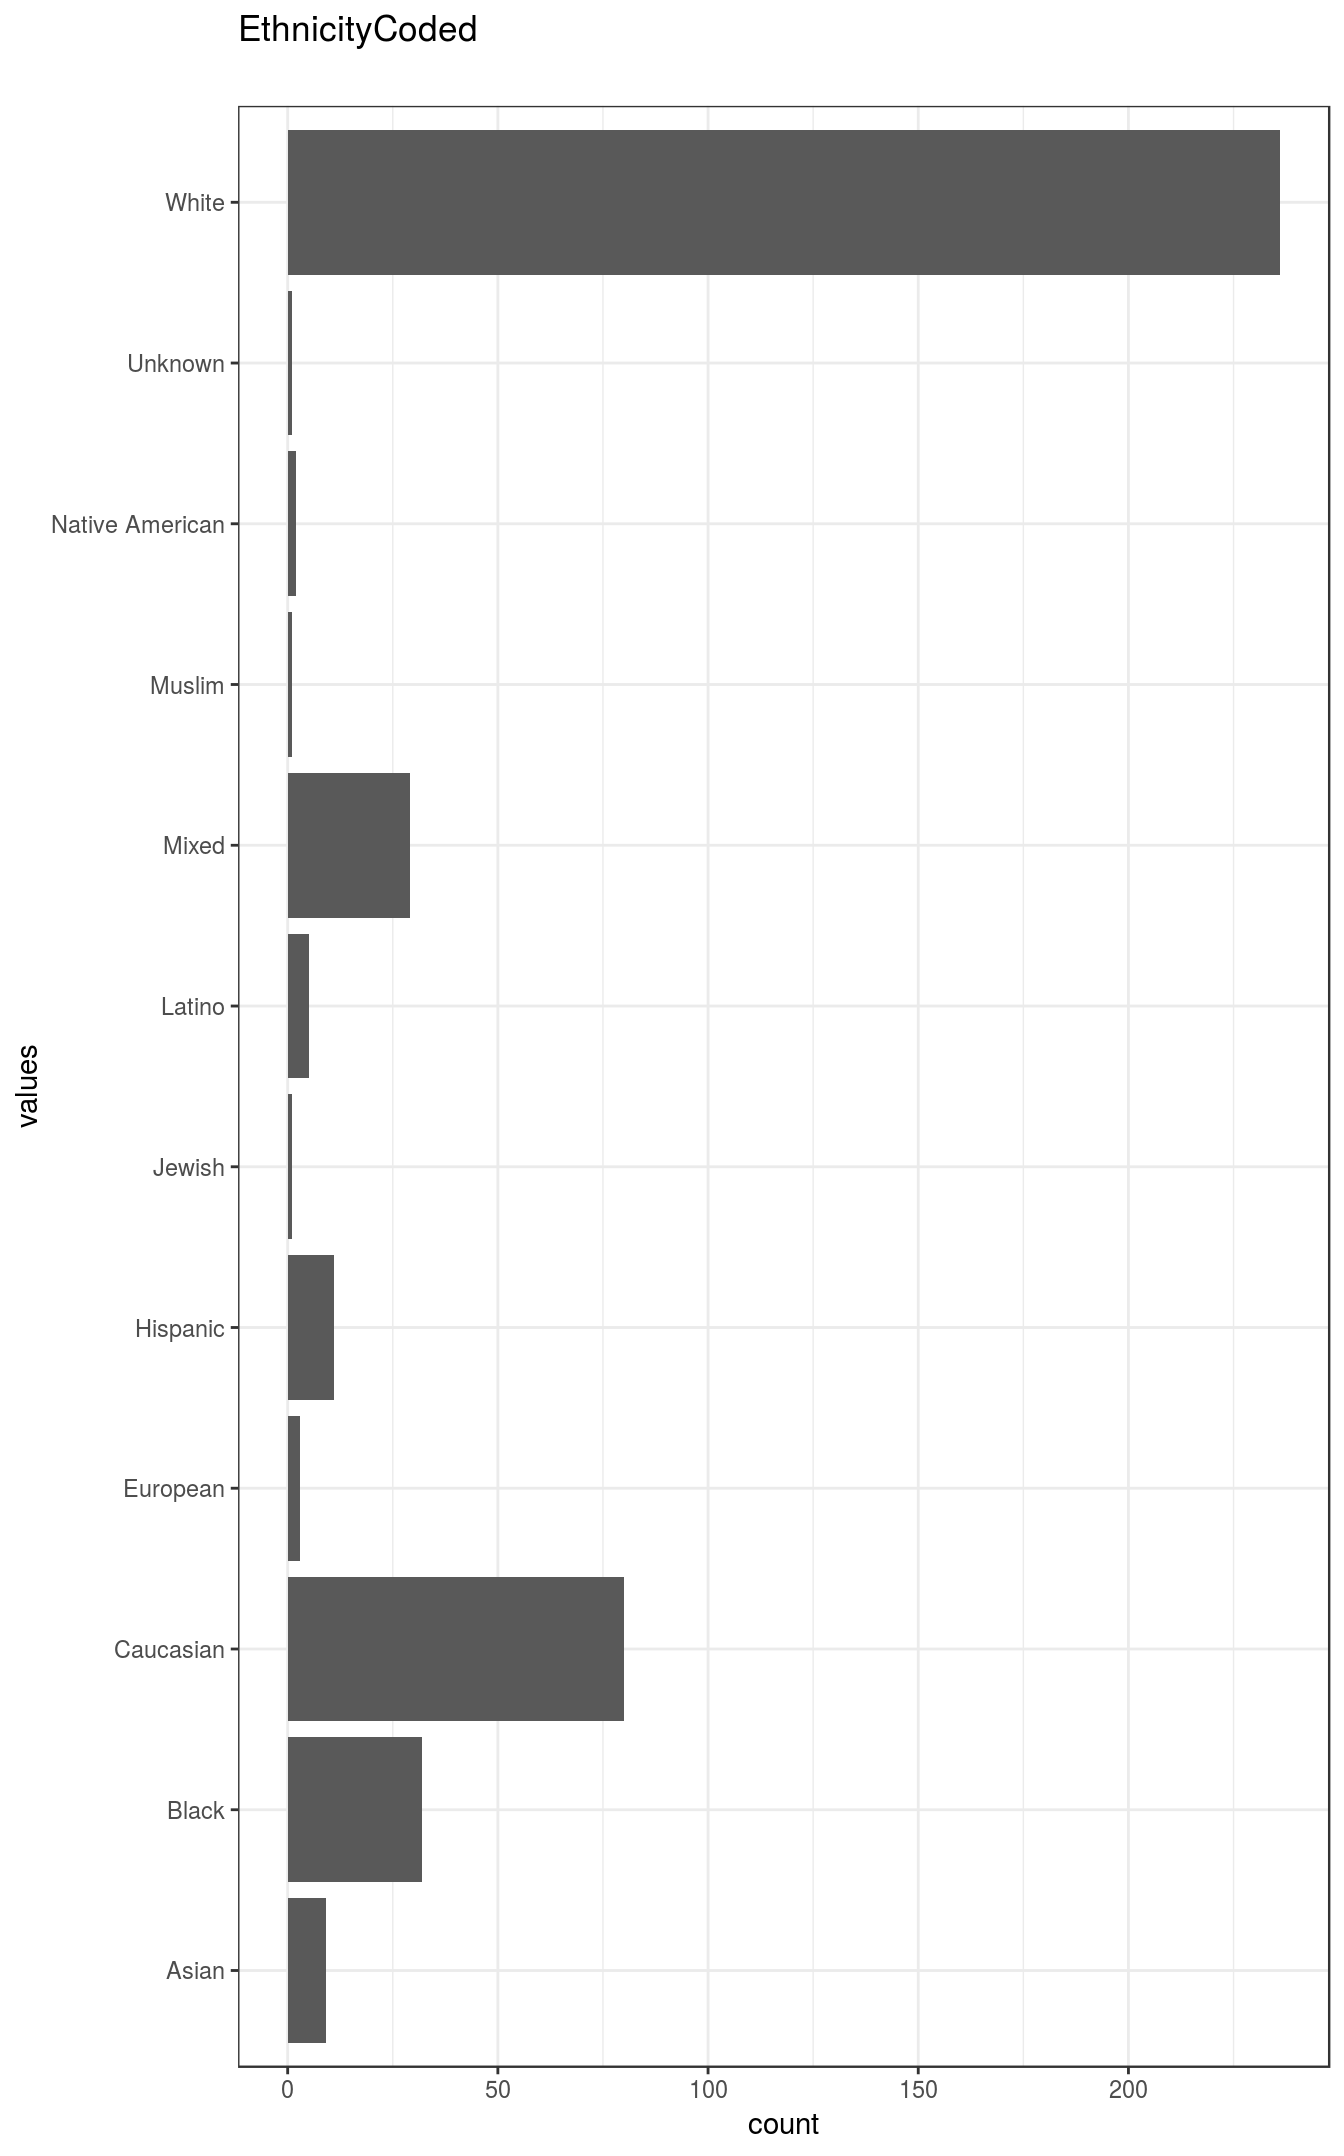 EthnicityCoded
White
Unknown
Native American
Muslim
Mixed
Latino
Jewish
Hispanic
European
Caucasian
Black
Asian
values
0 50 100 150 200
count